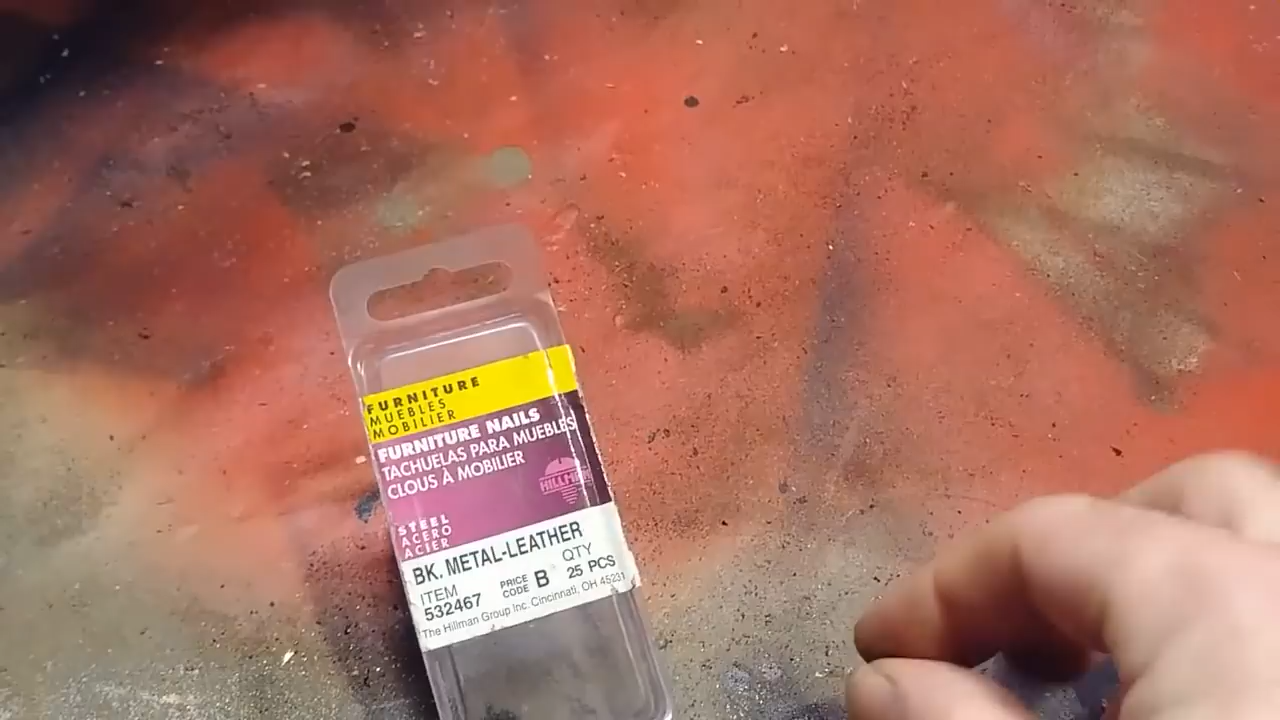 FURNITURE
MUEBLES
MOBILIER
FURNITURE NAILS
TACHUELAS PARA MUEBLES
CLOUS À MOBILIER
HILLMAN
STEEL
ACERO
ACIER
BK. METAL-LEATHER
ITEM
532467
PRICE
CODE
B
QTY
25 PCS
The Hillman Group Inc. Cincinnati, OH 45231